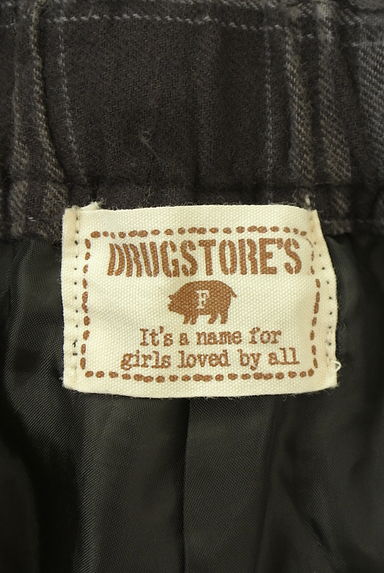 DRUGSTORE'S
F
It's a name for
girls loved by all